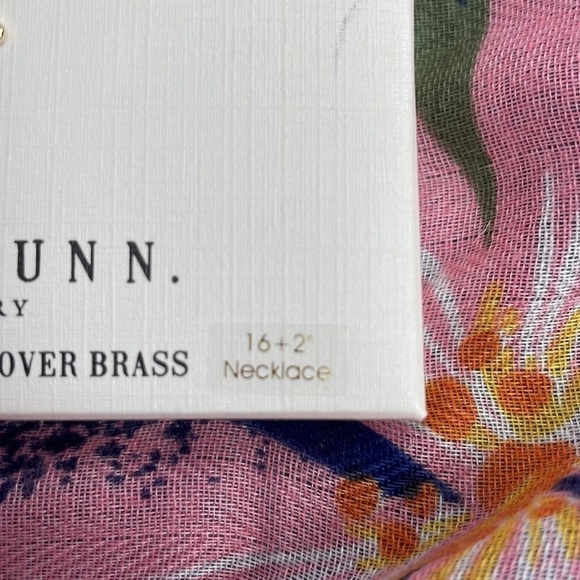 UNN.
RY
OVER BRASS
16+2"
Necklace